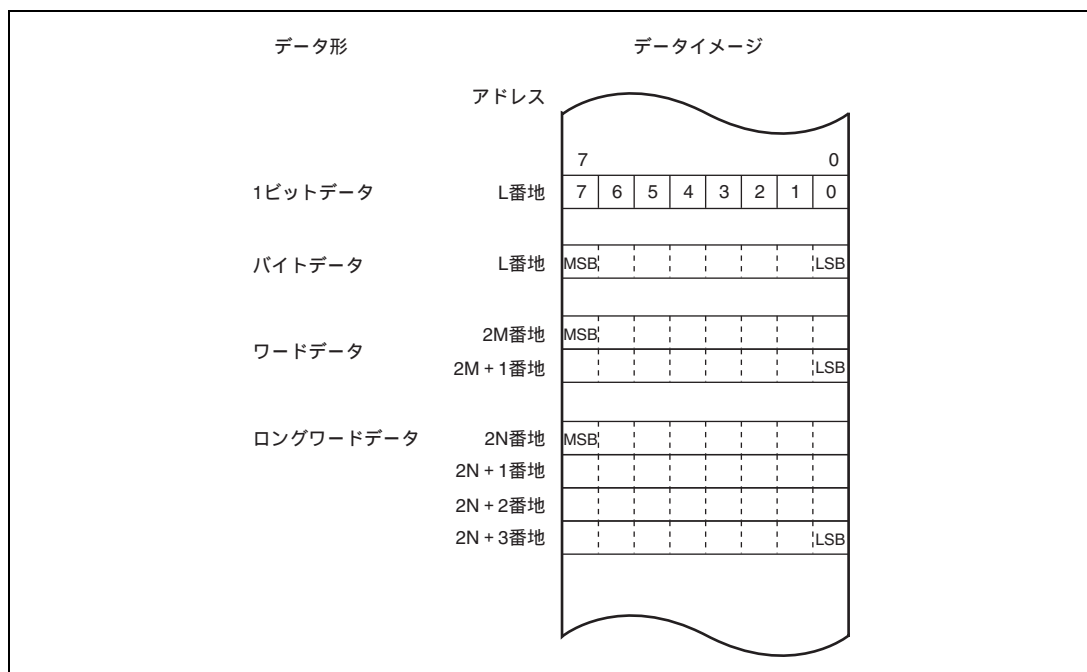 データ形 データイメージ
アドレス
7 0
1ビットデータ L番地 7 6 5 4 3 2 1 0
バイトデータ L番地 MSB LSB
ワードデータ
2M番地 MSB
2M + 1番地 LSB
ロングワードデータ 2N番地 MSB
2N + 1番地
2N + 2番地
2N + 3番地 LSB